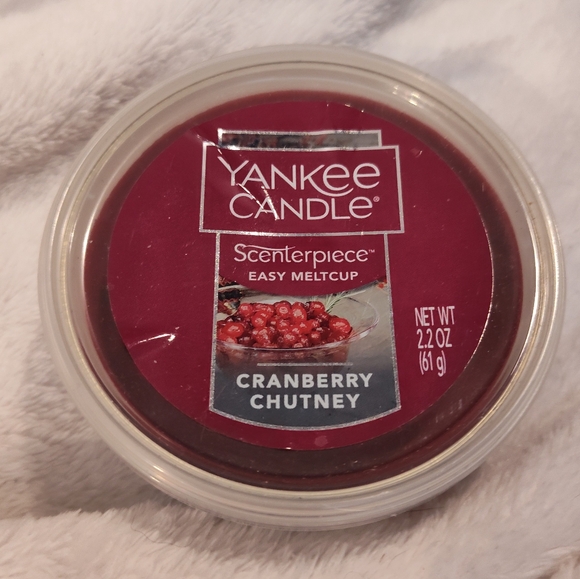 YANKEE
CANDLE®
Scenterpiece™
EASY MELTCUP
CRANBERRY
CHUTNEY
NET WT
2.2 OZ
(61 g)